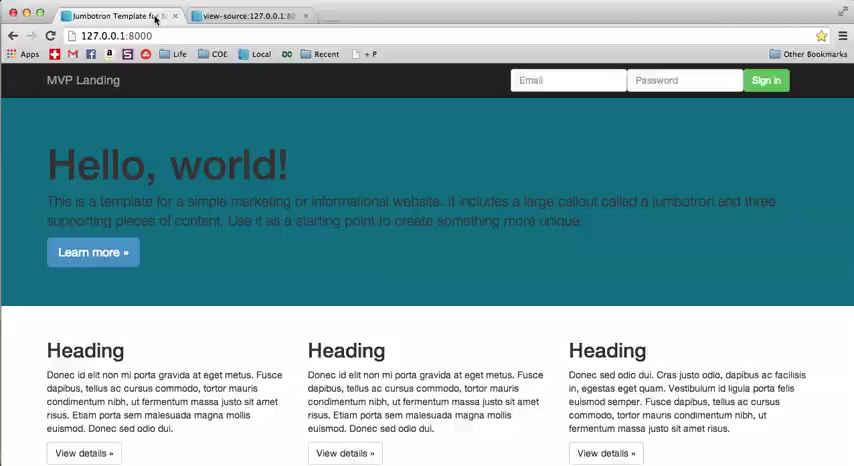 Jumbotron Template for view-source:127.0.0.1:80
127.0.0.1:8000
Apps Life COE Local Recent + P Other Bookmarks
MVP Landing Email Password Sign in
Hello, world!
This is a template for a simple marketing or informational website. It includes a large callout called a jumbotron and three
supporting pieces of content. Use it as a starting point to create something more unique.
Learn more »
Heading
Donec id elit non mi porta gravida at eget metus. Fusce
dapibus, tellus ac cursus commodo, tortor mauris
condimentum nibh, ut fermentum massa justo sit amet
risus. Etiam porta sem malesuada magna mollis
euismod. Donec sed odio dui.
View details »
Heading
Donec id elit non mi porta gravida at eget metus. Fusce
dapibus, tellus ac cursus commodo, tortor mauris
condimentum nibh, ut fermentum massa justo sit amet
risus. Etiam porta sem malesuada magna mollis
euismod. Donec sed odio dui.
View details »
Heading
Donec sed odio dui. Cras justo odio, dapibus ac facilisis
in, egestas eget quam. Vestibulum id ligula porta felis
euismod semper. Fusce dapibus, tellus ac cursus
commodo, tortor mauris condimentum nibh, ut
fermentum massa justo sit amet risus.
View details »